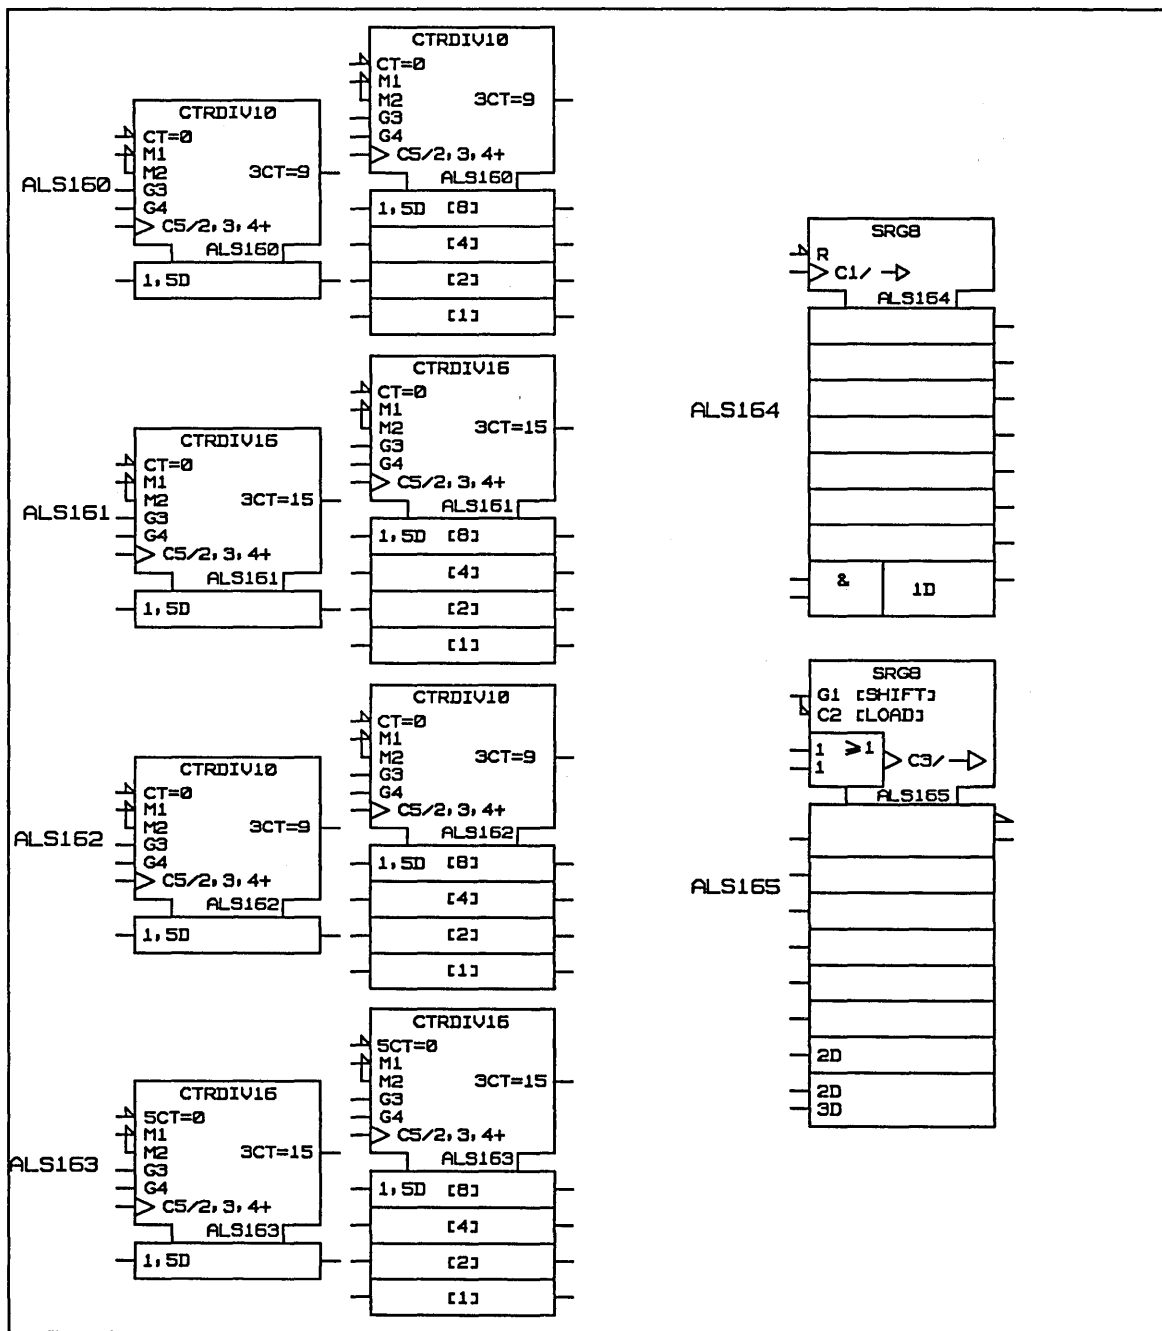 ALS160
CTRDIV10
CT=0
M1
M2
3CT=9
G3
G4
C5/2,3,4+
ALS160
1,5D
CTRDIV10
CT=0
M1
M2
3CT=9
G3
G4
C5/2,3,4+
ALS160
1,5D [8]
[4]
[2]
[1]
ALS161
CTRDIV16
CT=0
M1
M2
3CT=15
G3
G4
C5/2,3,4+
ALS161
1,5D
CTRDIV16
CT=0
M1
M2
3CT=15
G3
G4
C5/2,3,4+
ALS161
1,5D [8]
[4]
[2]
[1]
ALS162
CTRDIV10
CT=0
M1
M2
3CT=9
G3
G4
C5/2,3,4+
ALS162
1,5D
CTRDIV10
CT=0
M1
M2
3CT=9
G3
G4
C5/2,3,4+
ALS162
1,5D [8]
[4]
[2]
[1]
ALS163
CTRDIV16
5CT=0
M1
M2
3CT=15
G3
G4
C5/2,3,4+
ALS163
1,5D
CTRDIV16
5CT=0
M1
M2
3CT=15
G3
G4
C5/2,3,4+
ALS163
1,5D [8]
[4]
[2]
[1]
ALS164
SRG8
R
C1/
ALS164
& 1D
ALS165
SRG8
G1 [SHIFT]
C2 [LOAD]
1 ≥1
1
C3/
ALS165
2D
2D
3D